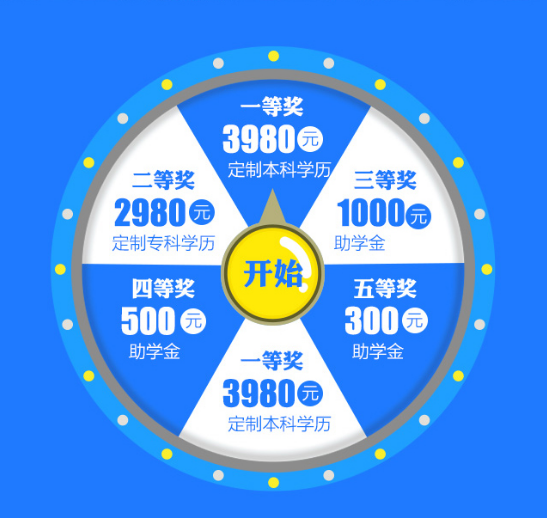 一等奖
3980元
定制本科学历
二等奖
2980元
定制专科学历
三等奖
1000元
助学金
开始
四等奖
500元
助学金
五等奖
300元
助学金
一等奖
3980元
定制本科学历